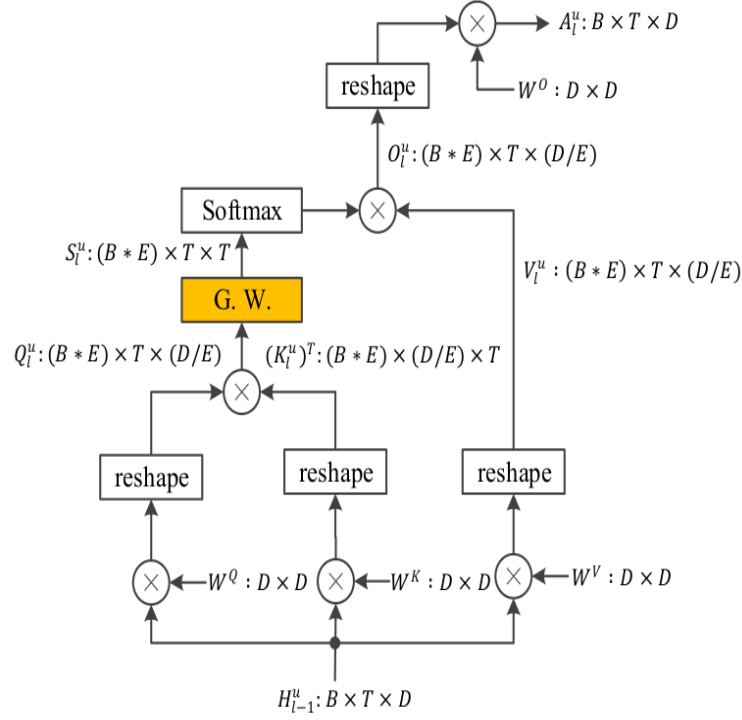 × A_l^u: B × T × D
reshape
W^O : D × D
O_l^u: (B * E) × T × (D/E)
Softmax ×
S_l^u: (B * E) × T × T
V_l^u : (B * E) × T × (D/E)
G. W.
Q_l^u: (B * E) × T × (D/E) (K_l^u)^T: (B * E) × (D/E) × T
×
reshape reshape reshape
× W^Q : D × D × W^K : D × D × W^V : D × D
H_{l-1}^u: B × T × D